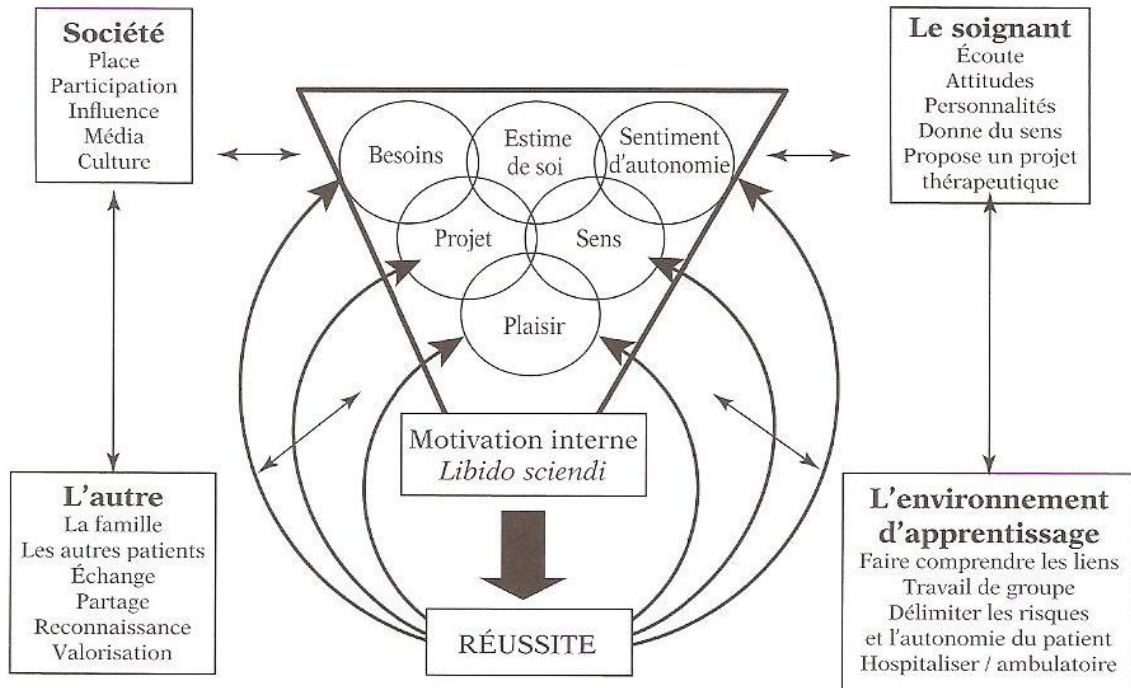 Société
Place
Participation
Influence
Média
Culture
Le soignant
Écoute
Attitudes
Personnalités
Donne du sens
Propose un projet
thérapeutique
Besoins
Estime
de soi
Sentiment
d'autonomie
Projet
Sens
Plaisir
Motivation interne
Libido sciendi
RÉUSSITE
L'autre
La famille
Les autres patients
Échange
Partage
Reconnaissance
Valorisation
L'environnement
d'apprentissage
Faire comprendre les liens
Travail de groupe
Délimiter les risques
et l'autonomie du patient
Hospitaliser / ambulatoire